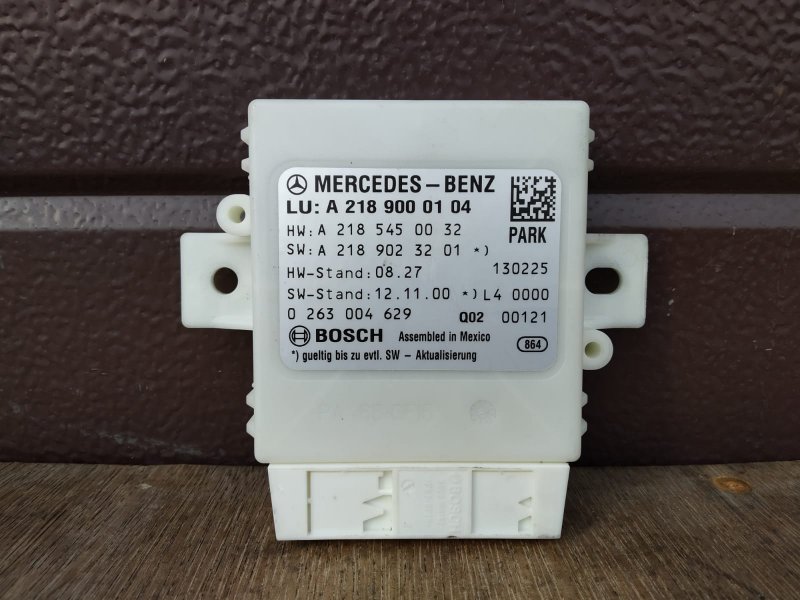 MERCEDES-BENZ
LU: A 218 900 01 04
HW: A 218 545 00 32
SW: A 218 902 32 01 *)
PARK
HW-Stand: 08.27 130225
SW-Stand: 12.11.00 *) L4 0000
0 263 004 629 Q02 00121
BOSCH Assembled in Mexico 864
*) gueltig bis zu evtl. SW - Aktualisierung
BOSCH